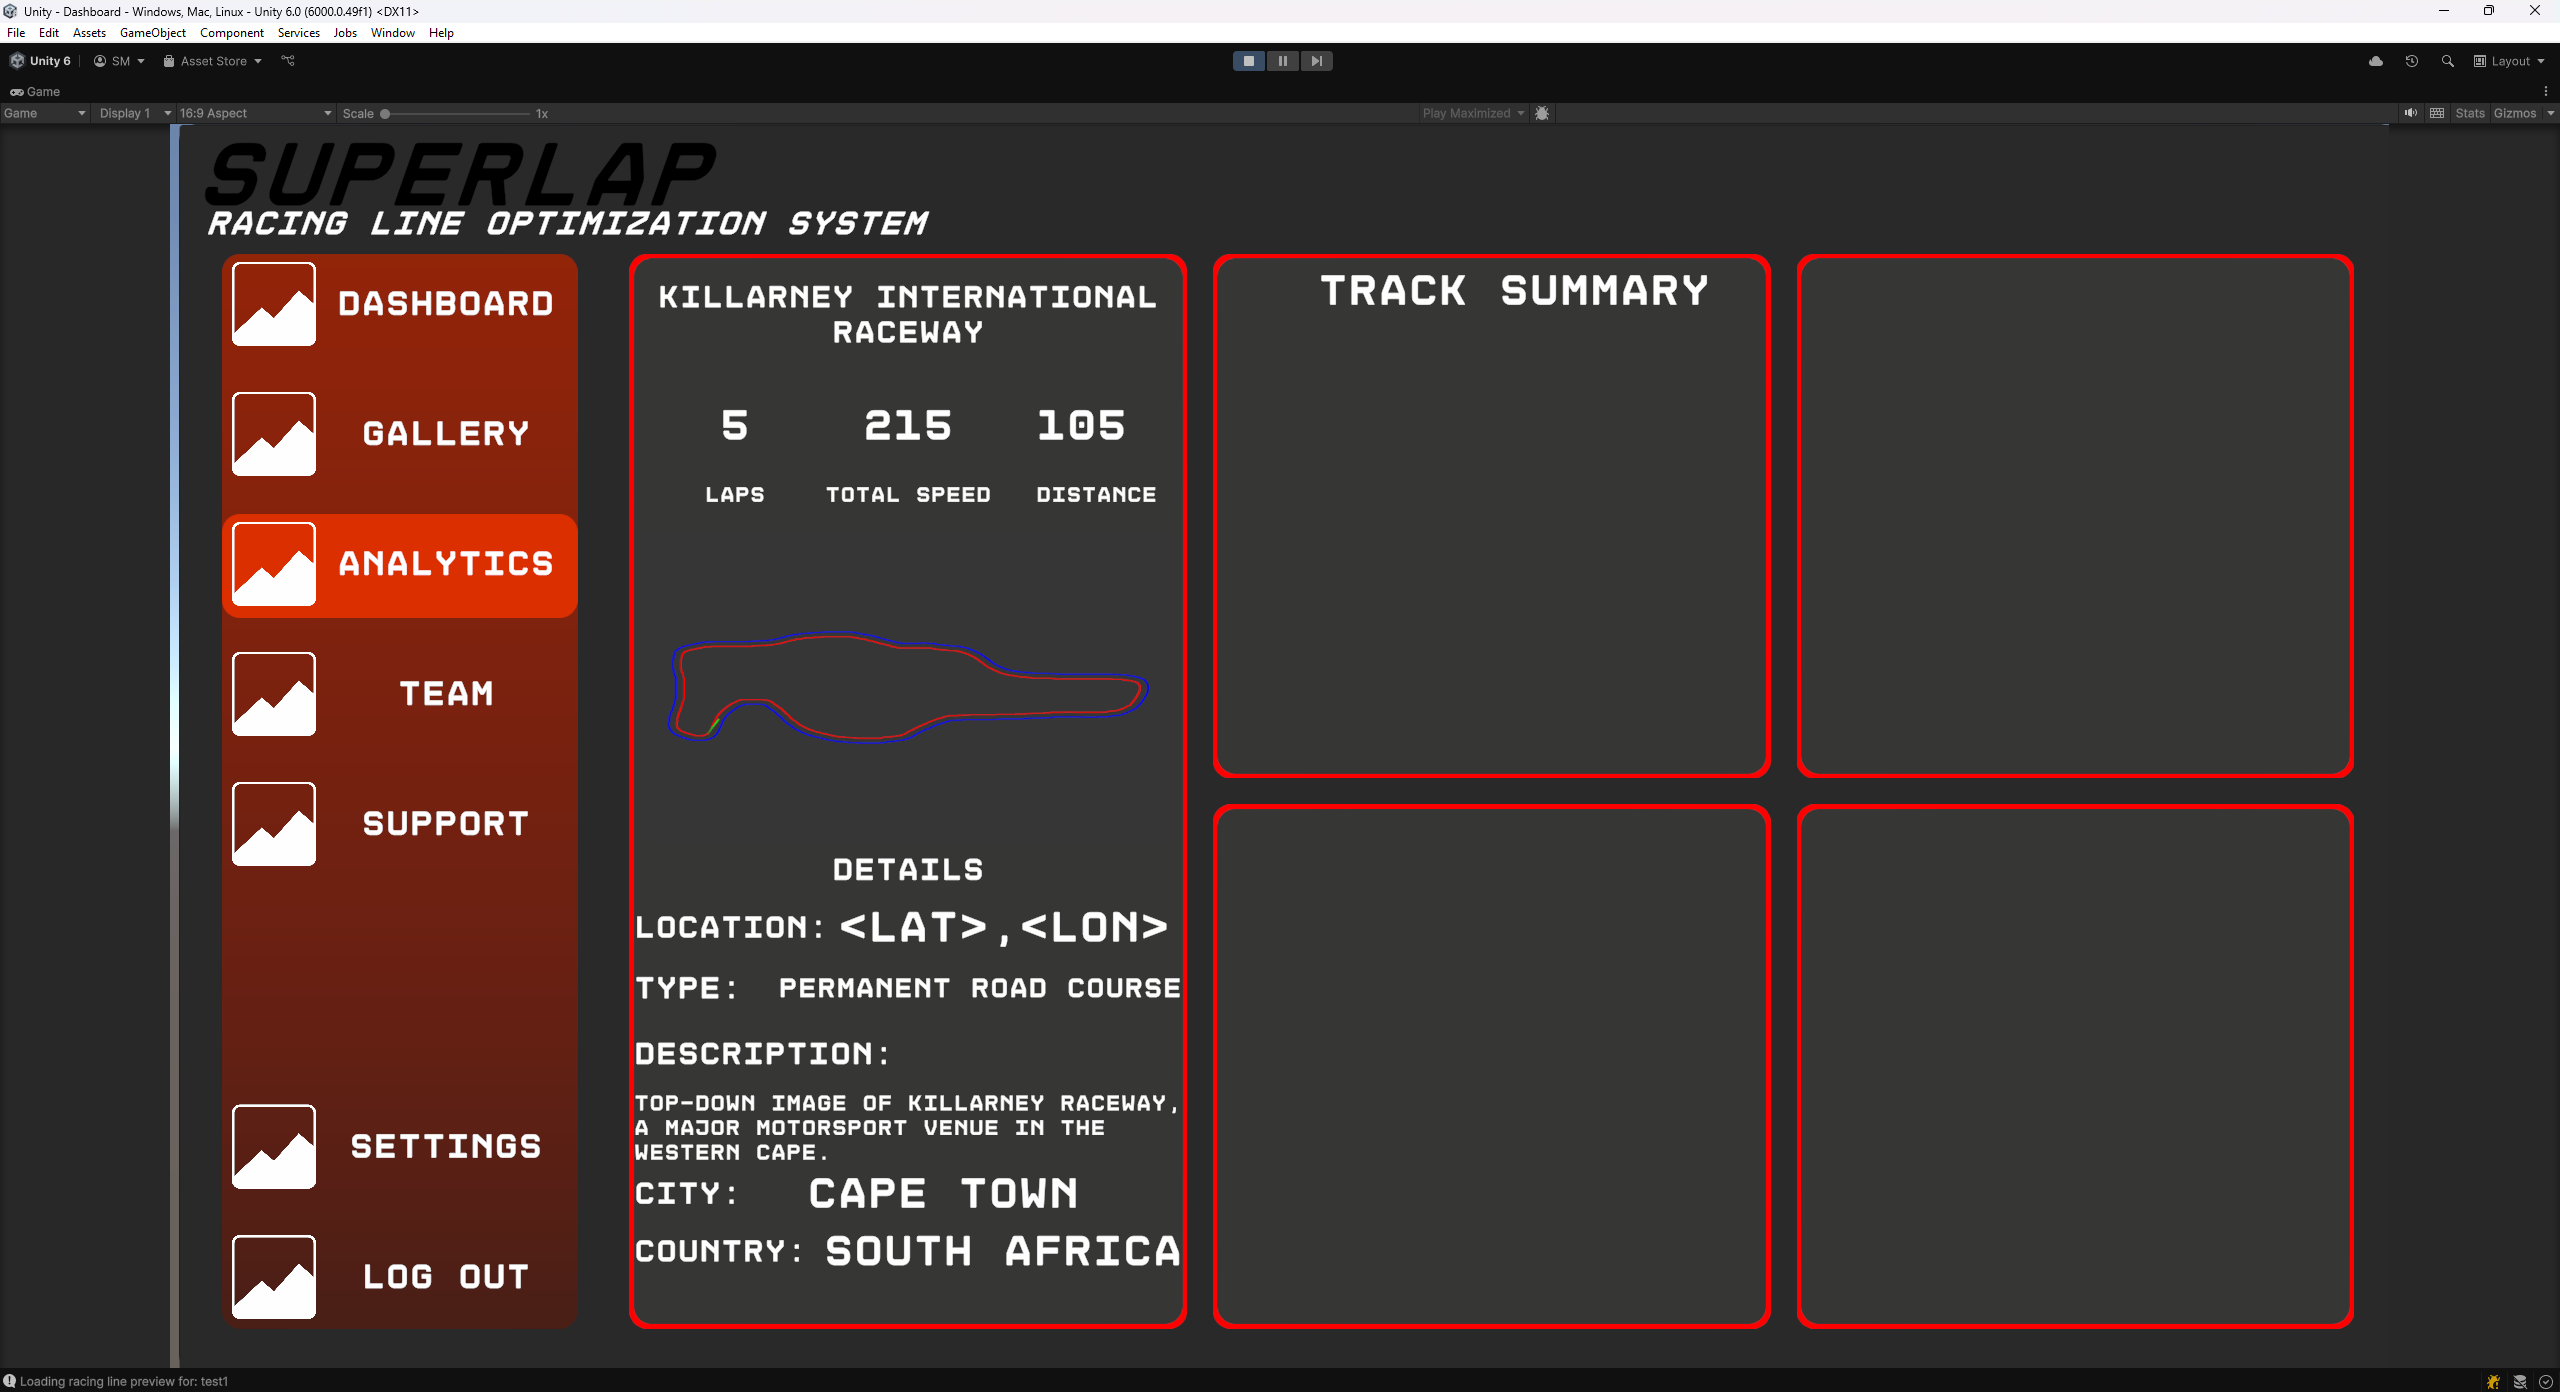 Unity - Dashboard - Windows, Mac, Linux - Unity 6.0 (6000.0.49f1) <DX11>
File Edit Assets GameObject Component Services Jobs Window Help
Unity 6 SM Asset Store Layout
Game
Game Display 1 16:9 Aspect Scale 1x Play Maximized Stats Gizmos
SUPERLAP
RACING LINE OPTIMIZATION SYSTEM
DASHBOARD
GALLERY
ANALYTICS
TEAM
SUPPORT
SETTINGS
LOG OUT
KILLARNEY INTERNATIONAL
RACEWAY
5 215 105
LAPS TOTAL SPEED DISTANCE
DETAILS
LOCATION: <LAT>,<LON>
TYPE: PERMANENT ROAD COURSE
DESCRIPTION:
TOP-DOWN IMAGE OF KILLARNEY RACEWAY,
A MAJOR MOTORSPORT VENUE IN THE
WESTERN CAPE.
CITY: CAPE TOWN
COUNTRY: SOUTH AFRICA
TRACK SUMMARY
Loading racing line preview for: test1